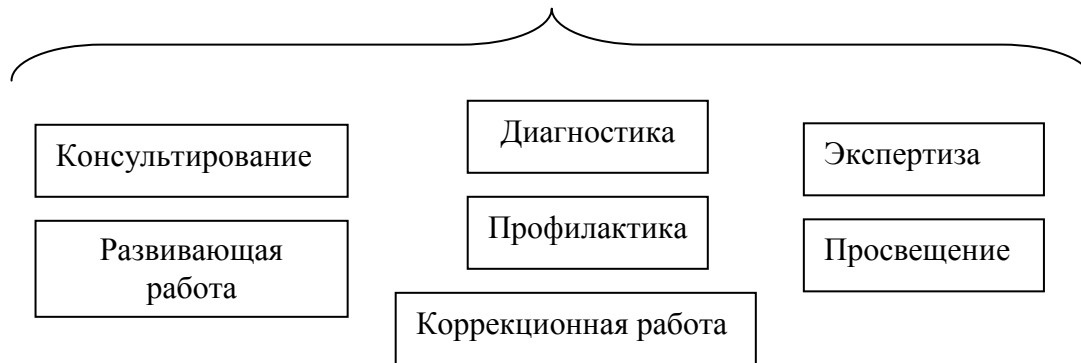 Консультирование
Развивающая
работа
Диагностика
Профилактика
Коррекционная работа
Экспертиза
Просвещение